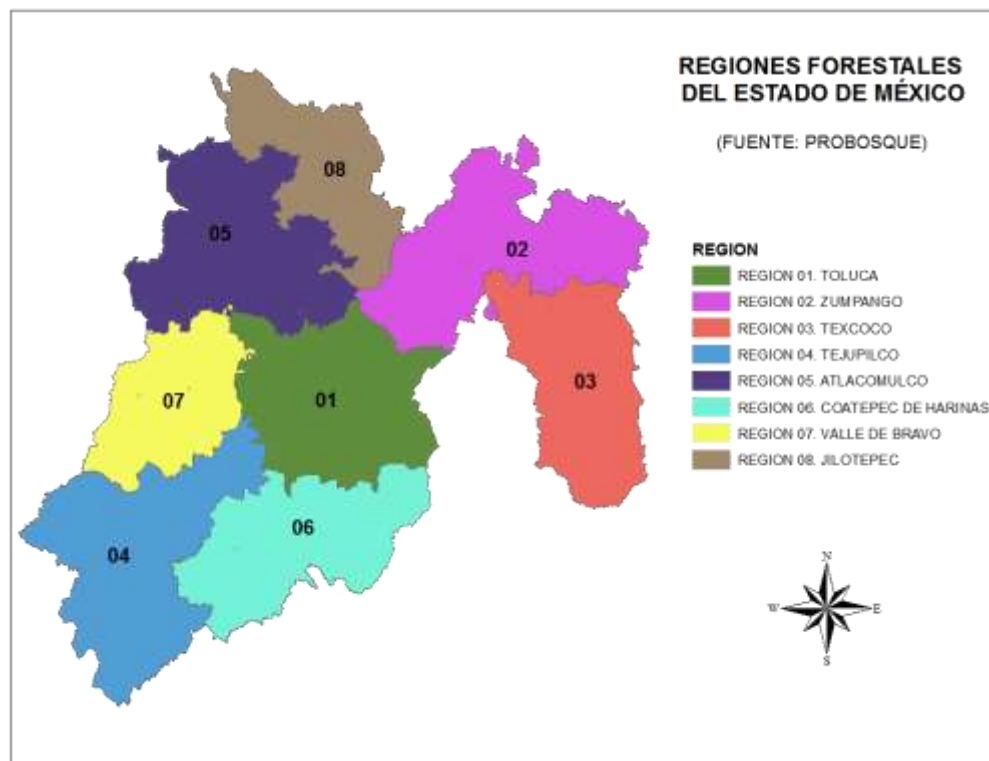 REGIONES FORESTALES
DEL ESTADO DE MÉXICO
(FUENTE: PROBOSQUE)
08
05
02
01
07
03
06
04
REGION
REGION 01. TOLUCA
REGION 02. ZUMPANGO
REGION 03. TEXCOCO
REGION 04. TEJUPILCO
REGION 05. ATLACOMULCO
REGION 06. COATEPEC DE HARINAS
REGION 07. VALLE DE BRAVO
REGION 08. JILOTEPEC
N
W E
S